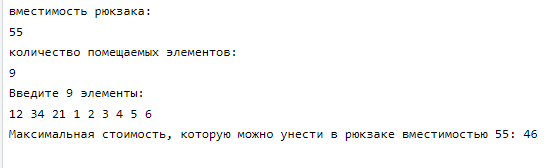 вместимость рюкзака:
55
количество помещаемых элементов:
9
Введите 9 элементы:
12 34 21 1 2 3 4 5 6
Максимальная стоимость, которую можно унести в рюкзаке вместимостью 55: 46